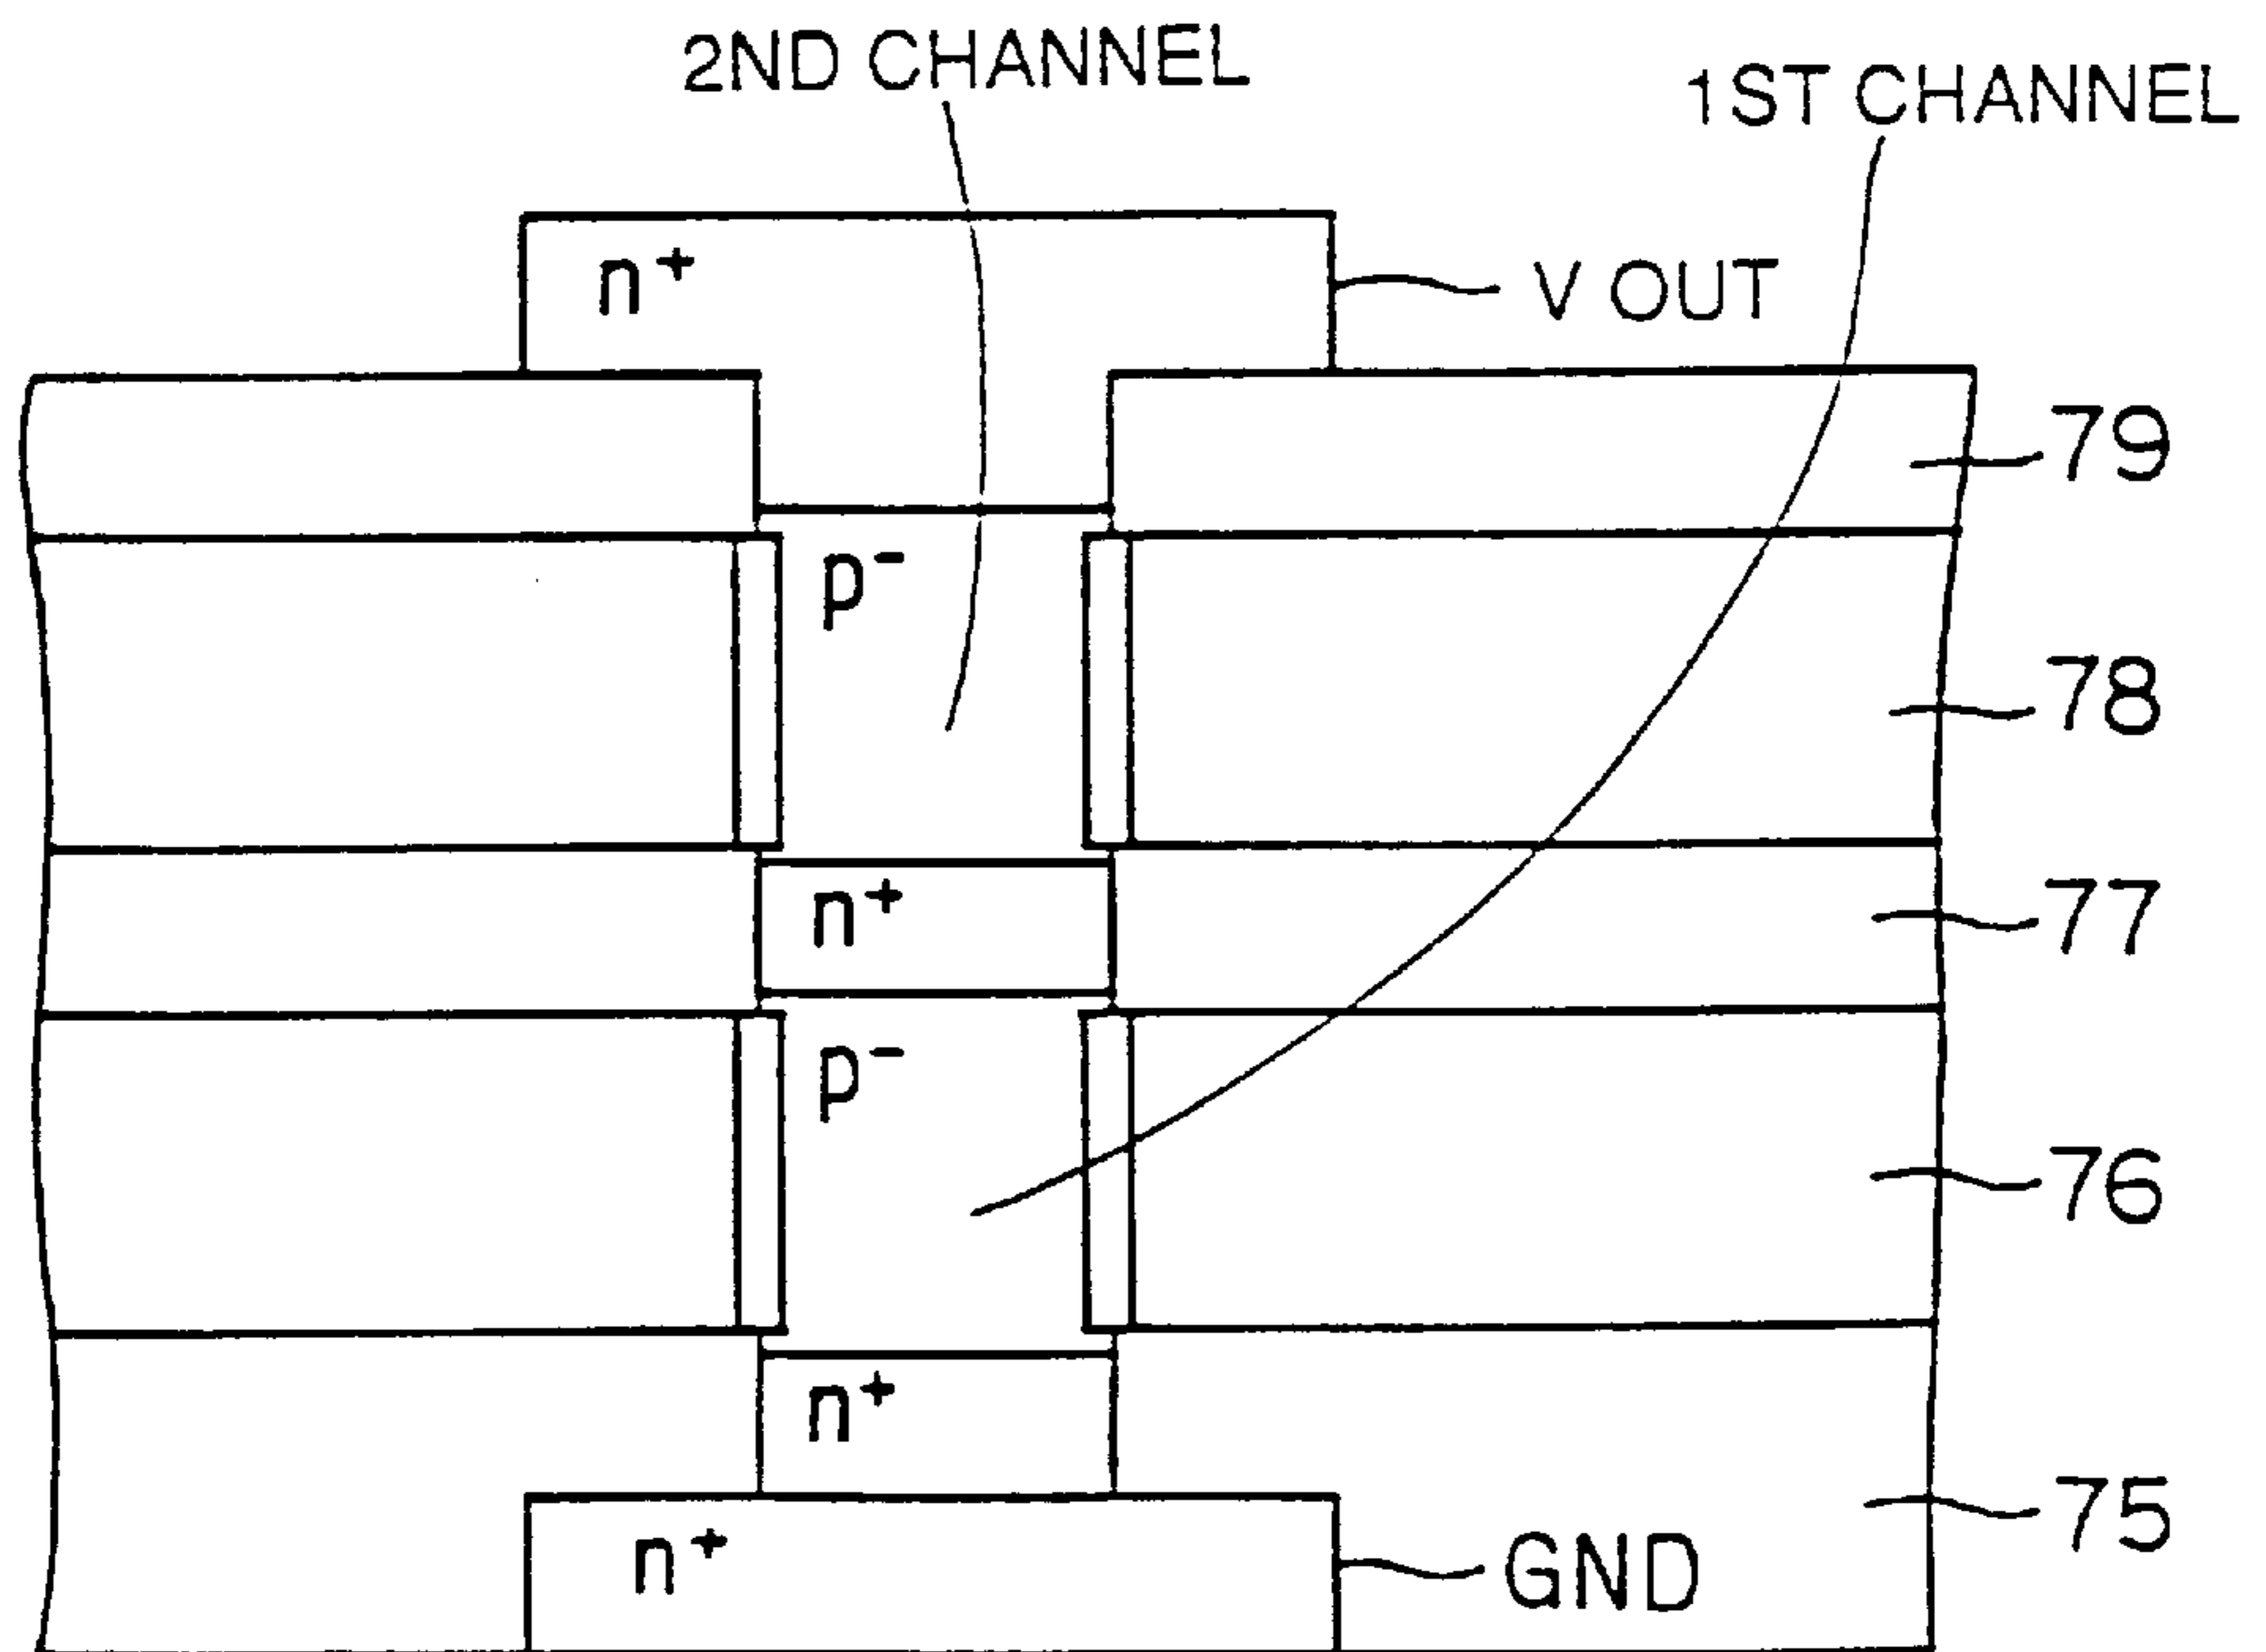 2ND CHANNEL
1ST CHANNEL
n+
V OUT
79
p−
78
n+
77
p−
76
n+
75
n+
GND